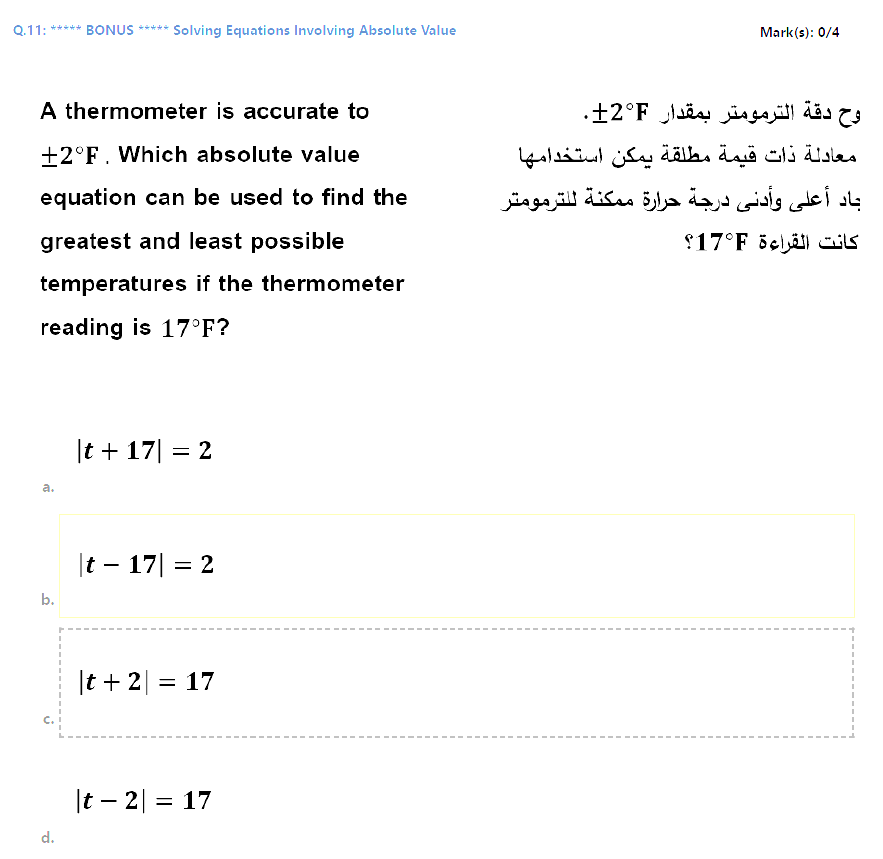 Q.11: ***** BONUS ***** Solving Equations Involving Absolute Value
Mark(s): 0/4
A thermometer is accurate to
±2°F. Which absolute value
equation can be used to find the
greatest and least possible
temperatures if the thermometer
reading is 17°F?
وح دقة الترمومتر بمقدار ±2°F.
معادلة ذات قيمة مطلقة يمكن استخدامها
جاد أعلى وأدنى درجة حرارة ممكنة للترمومتر
كانت القراءة 17°F؟
|t + 17| = 2
a.
|t − 17| = 2
b.
|t + 2| = 17
c.
|t − 2| = 17
d.